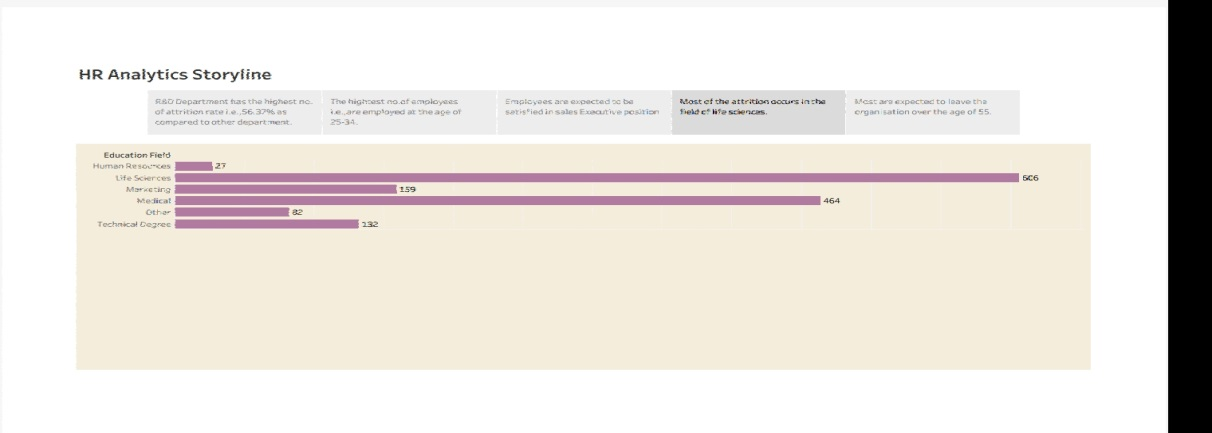 HR Analytics Storyline
R&D Department has the highest no.
of attrition rate i.e.,56.37% as
compared to other department.
The hightest no.of employees
i.e.,are employed at the age of
25-34.
Employees are expected to be
satisfied in sales Executive position
Most of the attrition occurs in the
field of life sciences.
Most are expected to leave the
organisation over the age of 55.
Education Field
Human Resources 27
Life Sciences 606
Marketing 159
Medical 464
Other 82
Technical Degree 132